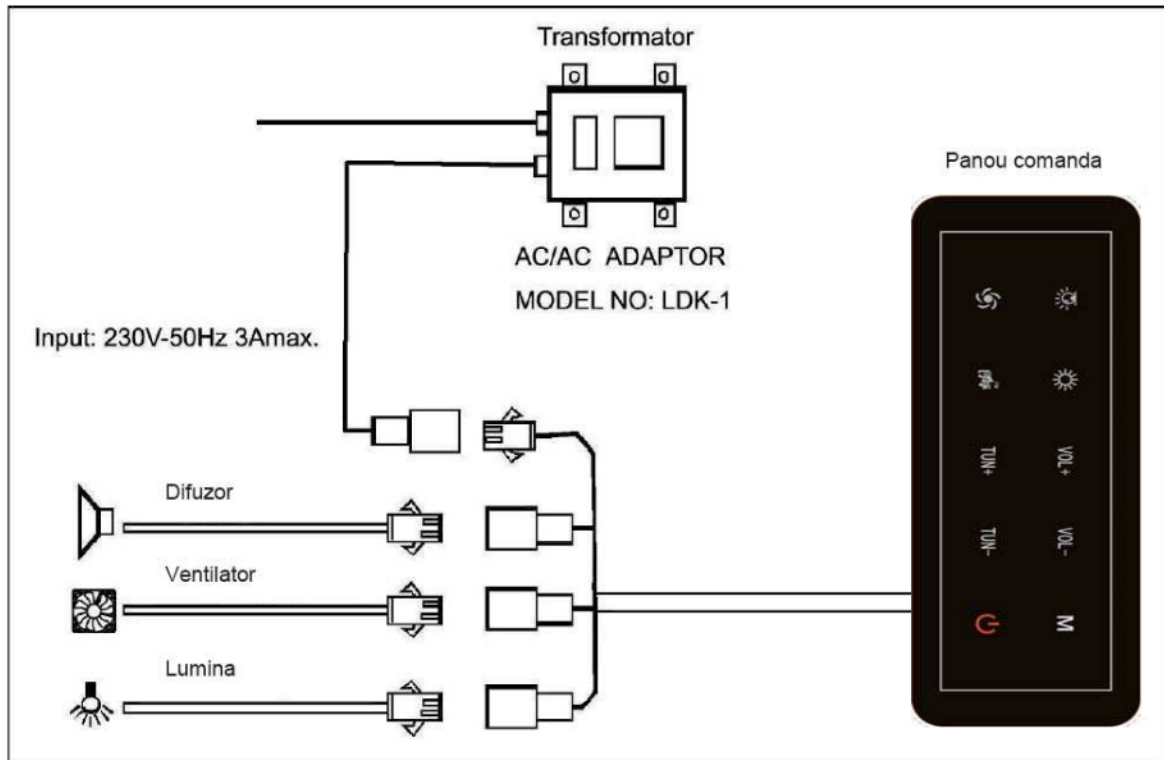 Transformator
Panou comanda
AC/AC ADAPTOR
MODEL NO: LDK-1
Input: 230V-50Hz 3Amax.
Difuzor
Ventilator
Lumina
TUN+
VOL+
TUN-
VOL-
M